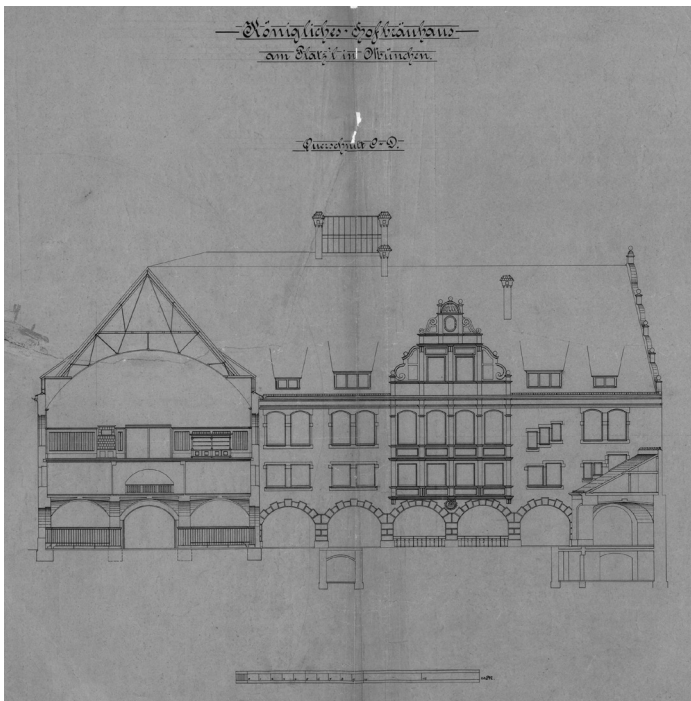 Königliches Hofbräuhaus
am Platzl in München.
Querschnitt C-D.